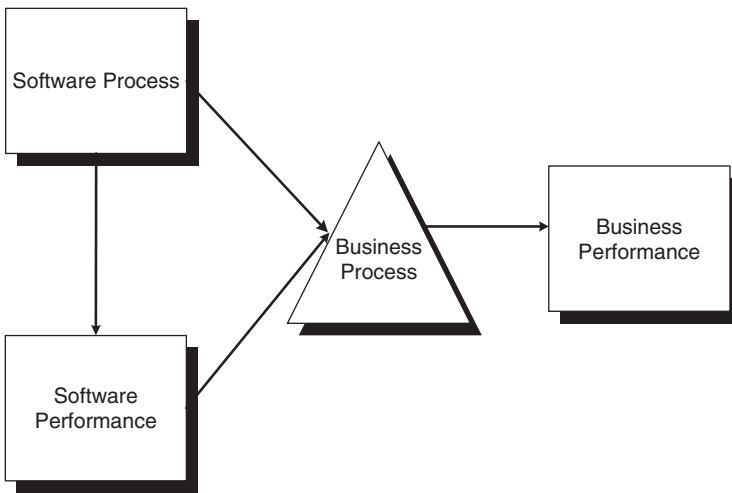 Software Process
Business
Process
Business
Performance
Software
Performance